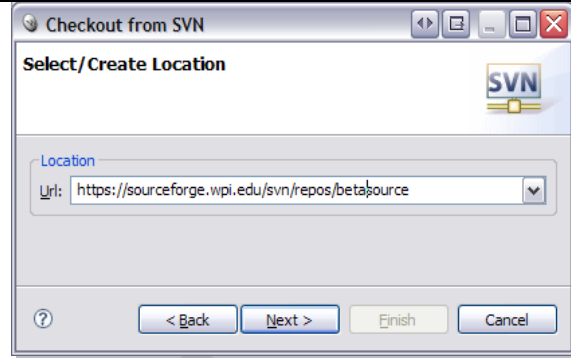 Checkout from SVN
Select/Create Location
SVN
Location
Url: https://sourceforge.wpi.edu/svn/repos/betasource
?
< Back Next > Finish Cancel